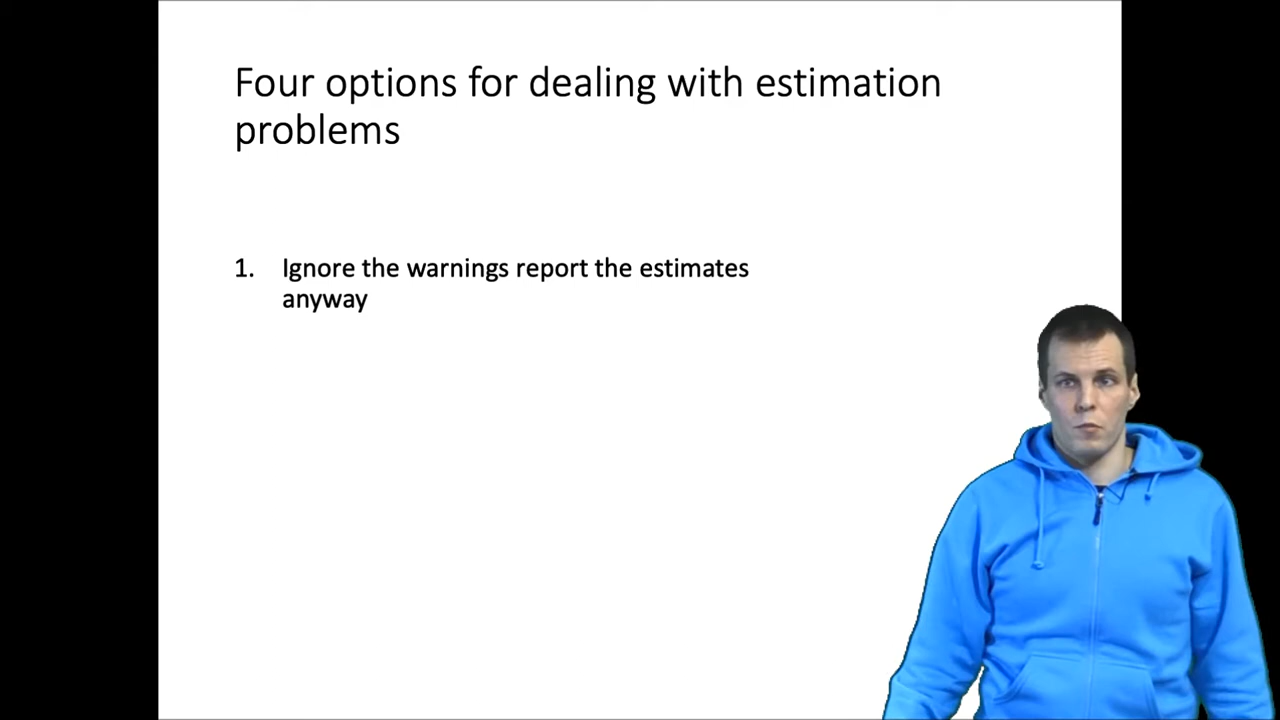 Four options for dealing with estimation
problems
1. Ignore the warnings report the estimates
anyway